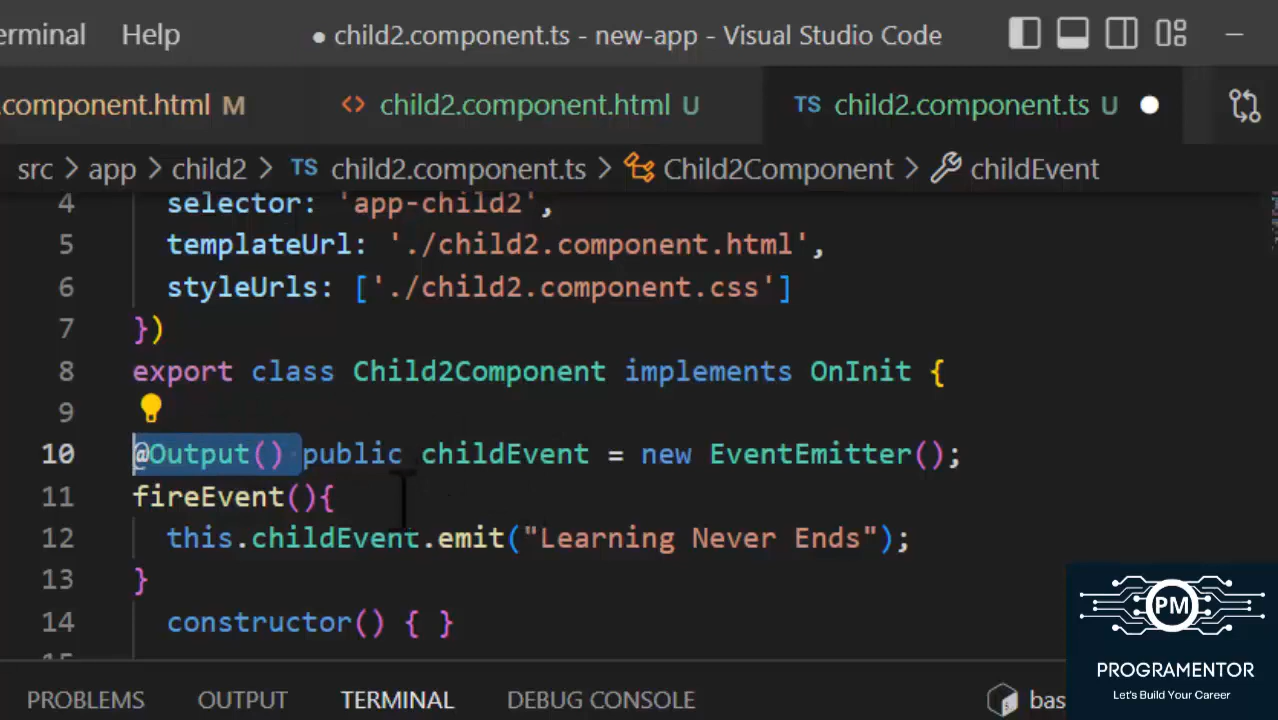 erminal Help ● child2.component.ts - new-app - Visual Studio Code
.component.html M <> child2.component.html U TS child2.component.ts U
src > app > child2 > TS child2.component.ts > Child2Component > childEvent
4 selector: 'app-child2',
5 templateUrl: './child2.component.html',
6 styleUrls: ['./child2.component.css']
7 })
8 export class Child2Component implements OnInit {
9
10 @Output() public childEvent = new EventEmitter();
11 fireEvent(){
12 this.childEvent.emit("Learning Never Ends");
13 }
14 constructor() { }
PROBLEMS OUTPUT TERMINAL DEBUG CONSOLE bas
PM
PROGRAMENTOR
Let's Build Your Career